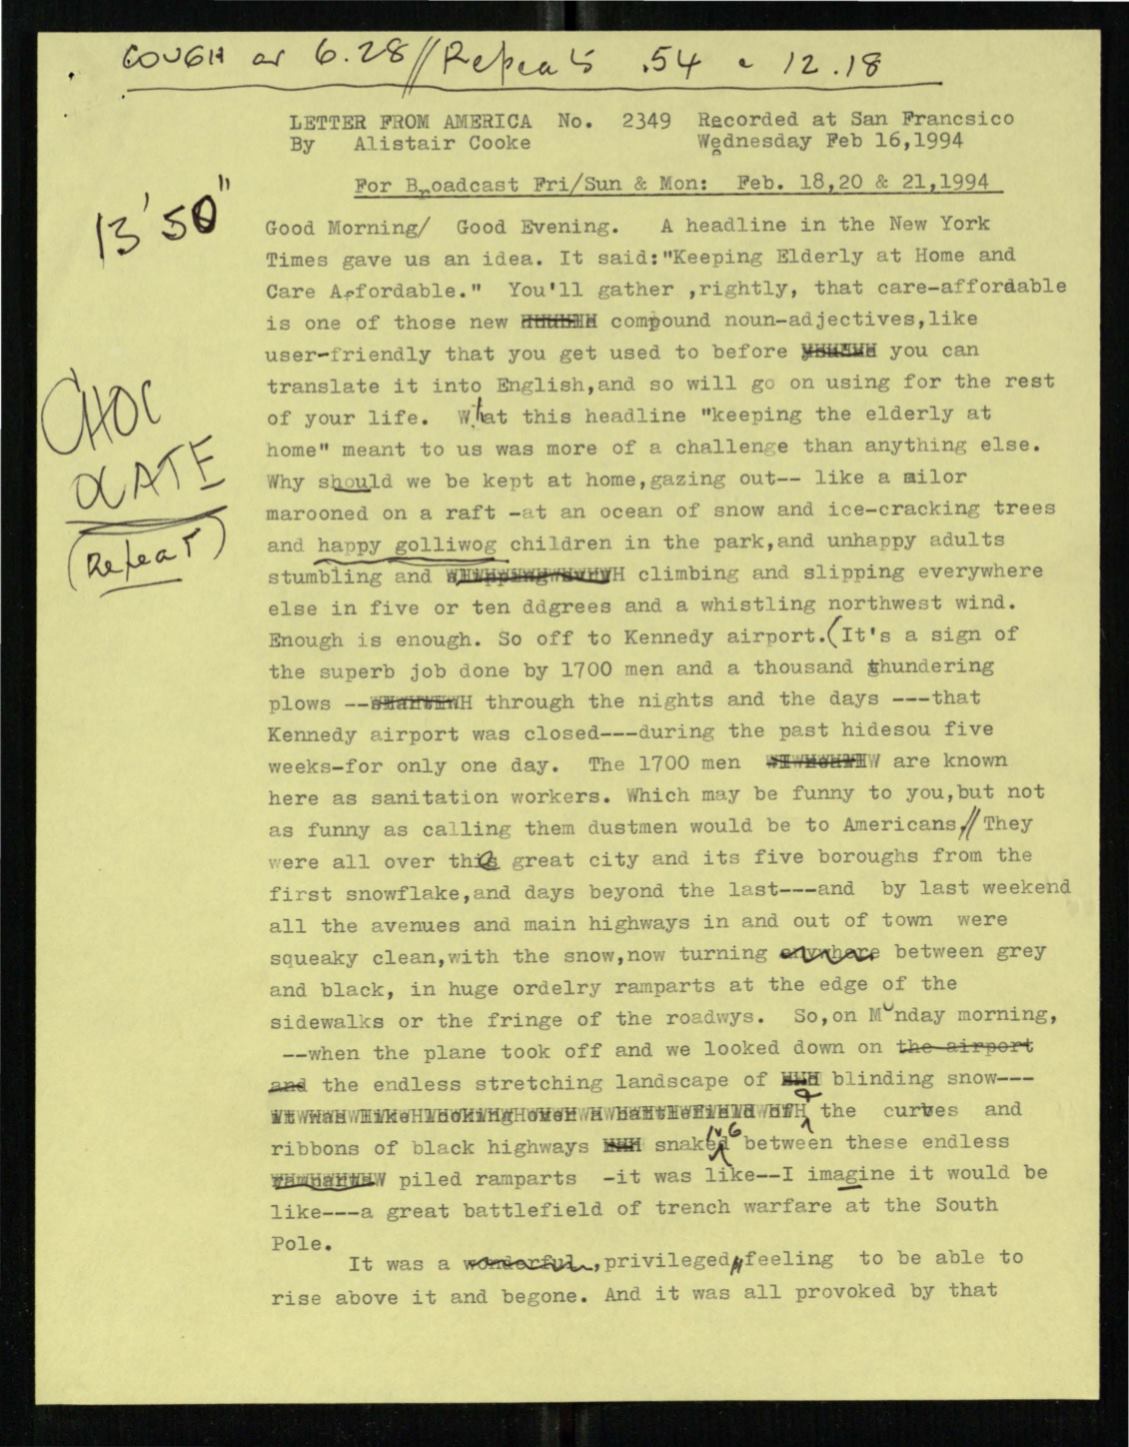 COUGH at 6.28 // Repeats .54 - 12.18
LETTER FROM AMERICA No. 2349 Recorded at San Francsico
By Alistair Cooke Wednesday Feb 16,1994
For Broadcast Fri/Sun & Mon: Feb. 18,20 & 21,1994
13'50"
Good Morning/ Good Evening. A headline in the New York
Times gave us an idea. It said:"Keeping Elderly at Home and
Care Affordable." You'll gather ,rightly, that care-affordable
is one of those new compound noun-adjectives,like
user-friendly that you get used to before you can
translate it into English,and so will go on using for the rest
CHOC
OLATE
(Repeat)
of your life. What this headline "keeping the elderly at
home" meant to us was more of a challenge than anything else.
Why should we be kept at home,gazing out-- like a sailor
marooned on a raft -at an ocean of snow and ice-cracking trees
and happy golliwog children in the park,and unhappy adults
stumbling and climbing and slipping everywhere
else in five or ten ddgrees and a whistling northwest wind.
Enough is enough. So off to Kennedy airport.(It's a sign of
the superb job done by 1700 men and a thousand thundering
plows -- through the nights and the days ---that
Kennedy airport was closed---during the past hidesou five
weeks-for only one day. The 1700 men are known
here as sanitation workers. Which may be funny to you,but not
as funny as calling them dustmen would be to Americans.// They
were all over the great city and its five boroughs from the
first snowflake,and days beyond the last---and by last weekend
all the avenues and main highways in and out of town were
squeaky clean,with the snow,now turning anywhere between grey
and black, in huge ordelry ramparts at the edge of the
sidewalks or the fringe of the roadwys. So,on Munday morning,
--when the plane took off and we looked down on the airport
and the endless stretching landscape of blinding snow---
It was like looking over a battlefield of the curves and
ribbons of black highways snaking between these endless
ramparts piled ramparts -it was like--I imagine it would be
like---a great battlefield of trench warfare at the South
Pole.
It was a wonderful,privileged feeling to be able to
rise above it and begone. And it was all provoked by that